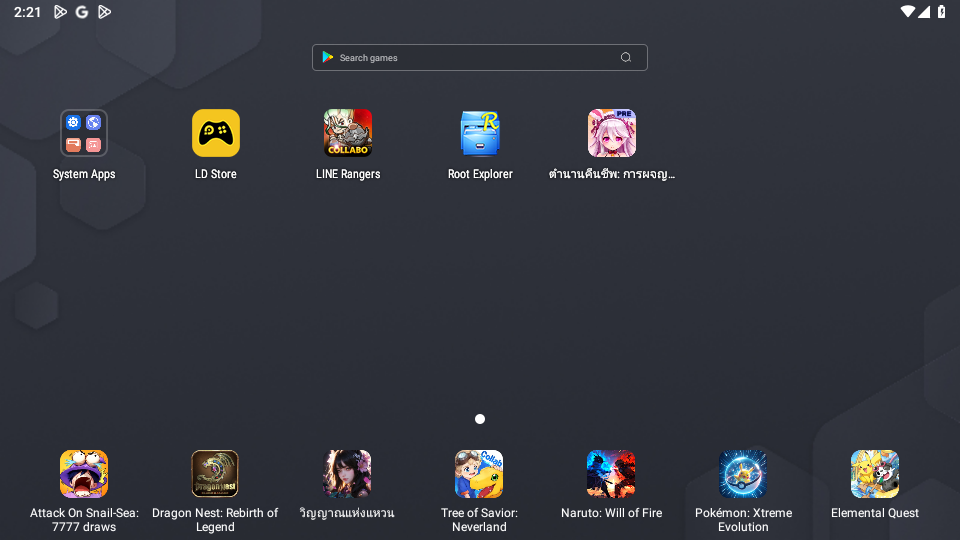 2:21
Search games
System Apps
LD Store
COLLABO
LINE Rangers
R
Root Explorer
PRE
ตำนานคืนชีพ: การผจญ...
Attack On Snail-Sea:
7777 draws
Dragon Nest: Rebirth of
Legend
วิญญาณแห่งแหวน
Collab
Tree of Savior:
Neverland
Naruto: Will of Fire
Pokémon: Xtreme
Evolution
Elemental Quest